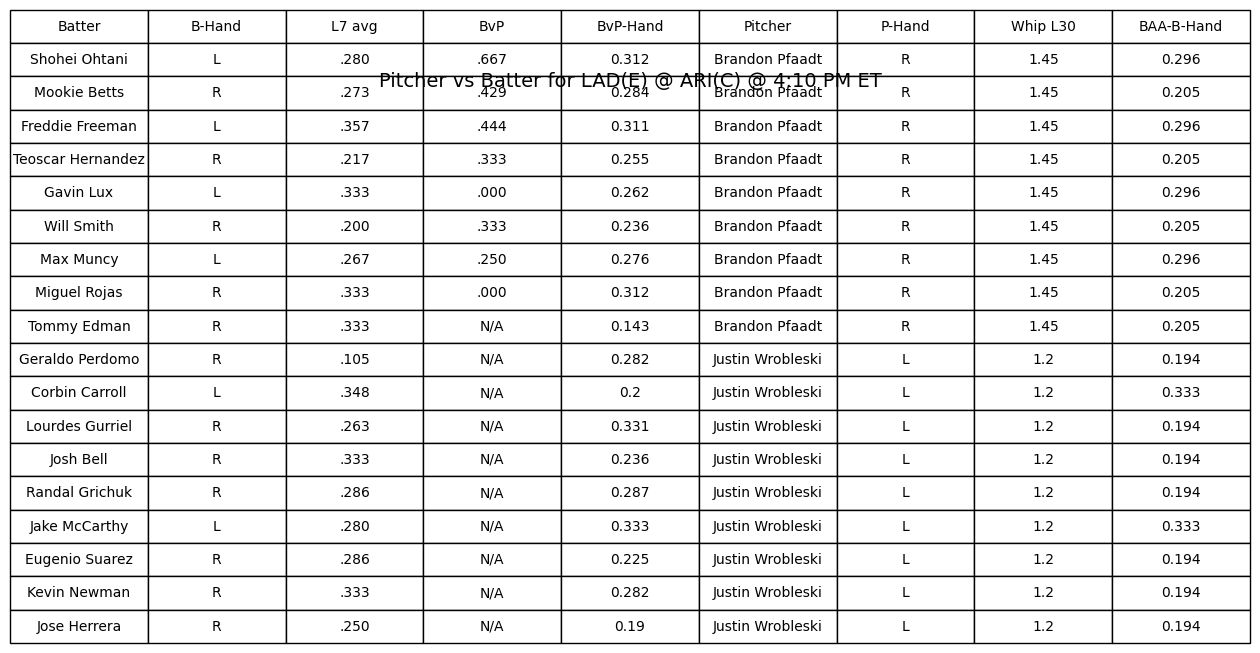 Batter B-Hand L7 avg BvP BvP-Hand Pitcher P-Hand Whip L30 BAA-B-Hand
Shohei Ohtani L .280 .667 0.312 Brandon Pfaadt R 1.45 0.296
Pitcher vs Batter for LAD(E) @ ARI(C) @ 4:10 PM ET
Mookie Betts R .273 .429 0.284 Brandon Pfaadt R 1.45 0.205
Freddie Freeman L .357 .444 0.311 Brandon Pfaadt R 1.45 0.296
Teoscar Hernandez R .217 .333 0.255 Brandon Pfaadt R 1.45 0.205
Gavin Lux L .333 .000 0.262 Brandon Pfaadt R 1.45 0.296
Will Smith R .200 .333 0.236 Brandon Pfaadt R 1.45 0.205
Max Muncy L .267 .250 0.276 Brandon Pfaadt R 1.45 0.296
Miguel Rojas R .333 .000 0.312 Brandon Pfaadt R 1.45 0.205
Tommy Edman R .333 N/A 0.143 Brandon Pfaadt R 1.45 0.205
Geraldo Perdomo R .105 N/A 0.282 Justin Wrobleski L 1.2 0.194
Corbin Carroll L .348 N/A 0.2 Justin Wrobleski L 1.2 0.333
Lourdes Gurriel R .263 N/A 0.331 Justin Wrobleski L 1.2 0.194
Josh Bell R .333 N/A 0.236 Justin Wrobleski L 1.2 0.194
Randal Grichuk R .286 N/A 0.287 Justin Wrobleski L 1.2 0.194
Jake McCarthy L .280 N/A 0.333 Justin Wrobleski L 1.2 0.333
Eugenio Suarez R .286 N/A 0.225 Justin Wrobleski L 1.2 0.194
Kevin Newman R .333 N/A 0.282 Justin Wrobleski L 1.2 0.194
Jose Herrera R .250 N/A 0.19 Justin Wrobleski L 1.2 0.194